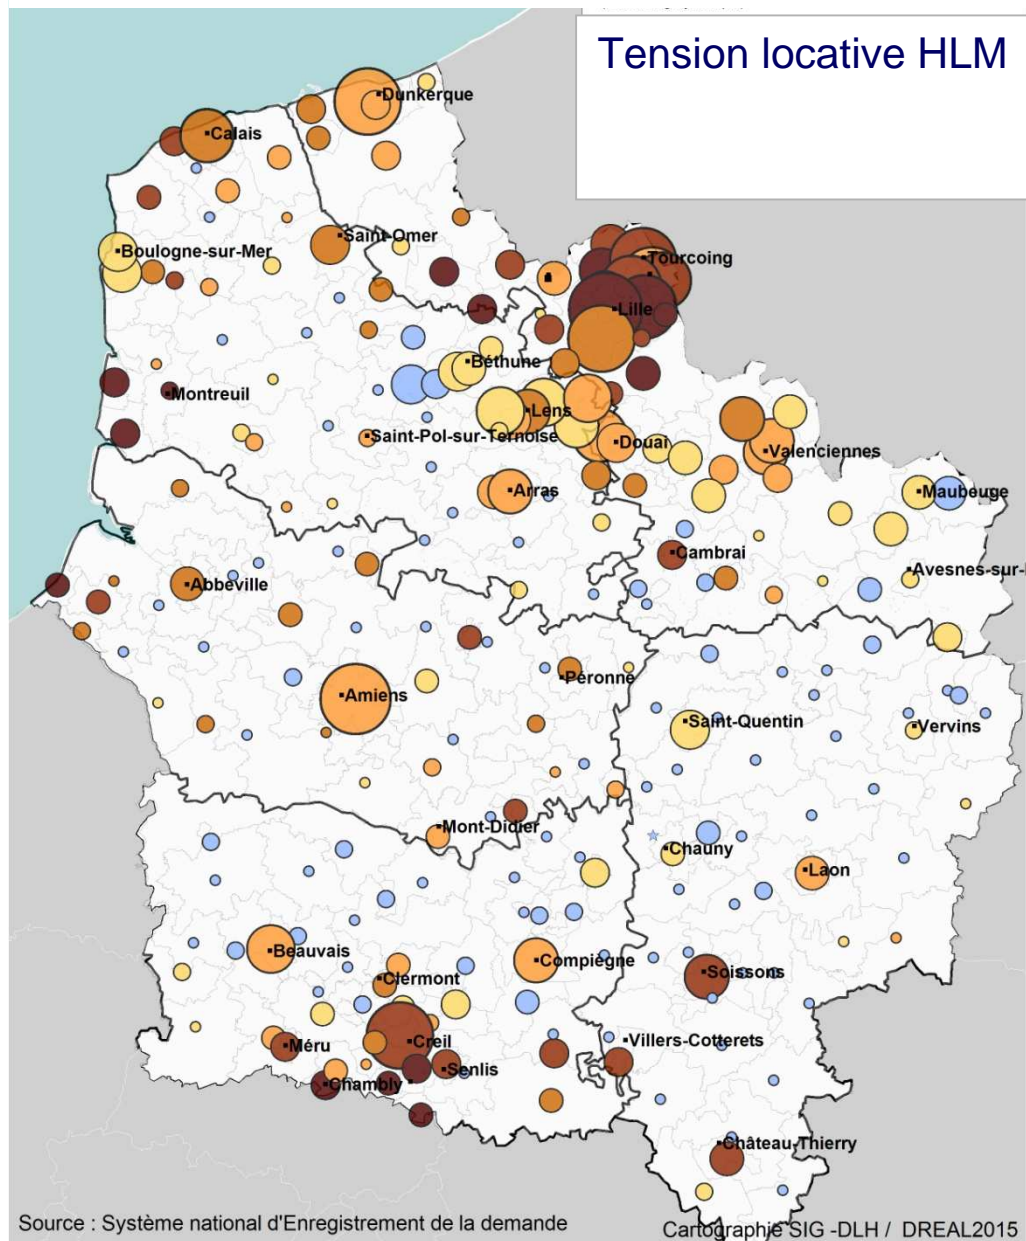 Tension locative HLM
Dunkerque
Calais
Saint-Omer
Boulogne-sur-Mer
Tourcoing
Lille
Béthune
Montreuil
Lens
Saint-Pol-sur-Ternoise
Douai
Valenciennes
Arras
Maubeuge
Cambrai
Avesnes-sur-
Abbeville
Péronne
Amiens
Saint-Quentin
Vervins
Mont-Didier
Chauny
Laon
Beauvais
Compiègne
Clermont
Soissons
Creil
Villers-Cotterets
Méru
Senlis
Chambly
Château-Thierry
Source : Système national d'Enregistrement de la demande
Cartographie SIG -DLH / DREAL2015